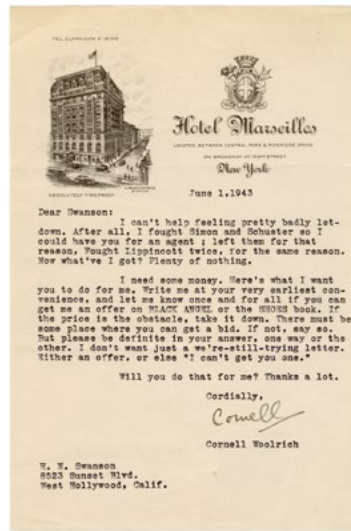 TEL. CLARKSON 2-2100
Hotel Marseilles
LOCATED BETWEEN CENTRAL PARK & RIVERSIDE DRIVE
ON BROADWAY AT 103RD STREET
New York
SUBWAY EXPRESS
STATION
ABSOLUTELY FIREPROOF
June 1,1943
Dear Swanson:
I can't help feeling pretty badly let-
down. After all, I fought Simon and Schuster so I
could have you for an agent ; left them for that
reason. Fought Lippincott twice, for the same reason.
Now what've I got? Plenty of nothing.
I need some money. Here's what I want
you to do for me. Write me at your very earliest con-
venience, and let me know once and for all if you can
get me an offer on BLACK ANGEL or the SHOES book. If
the price is the obstacle, take it down. There must be
some place where you can get a bid. If not, say so.
But please be definite in your answer, one way or the
other. I don't want just a we're-still-trying letter.
Either an offer, or else "I can't get you one."
Will you do that for me? Thanks a lot.
Cordially,
Cornell
Cornell Woolrich
H. N. Swanson
8523 Sunset Blvd.
West Hollywood, Calif.